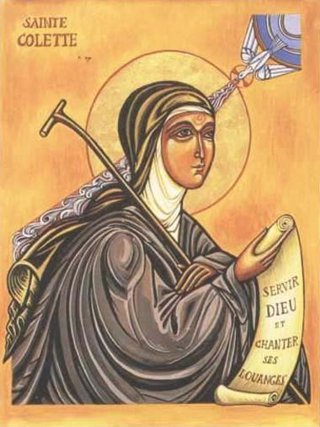 SAINTE
COLETTE
SERVIR
DIEU
ET
CHANTER
SES
LOUANGES